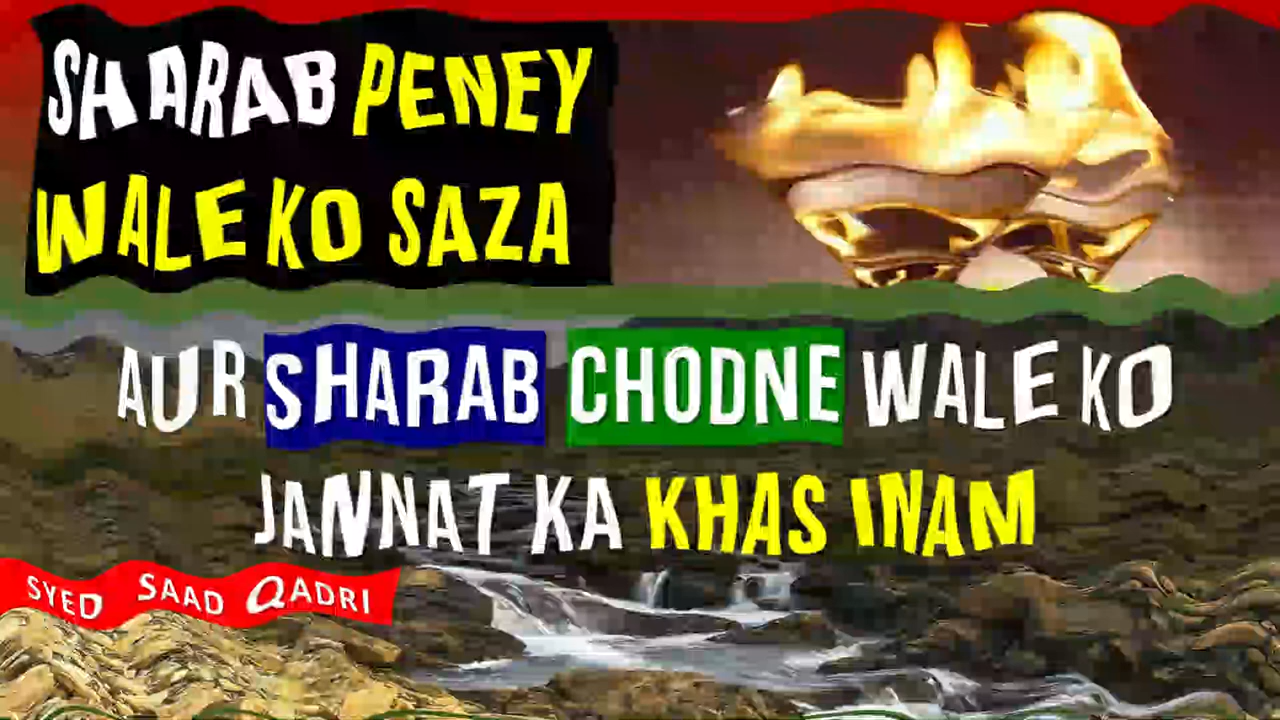 SHARAB PENEY
WALE KO SAZA
AUR SHARAB CHODNE WALE KO
JANNAT KA KHAS INAM
SYED SAAD QADRI